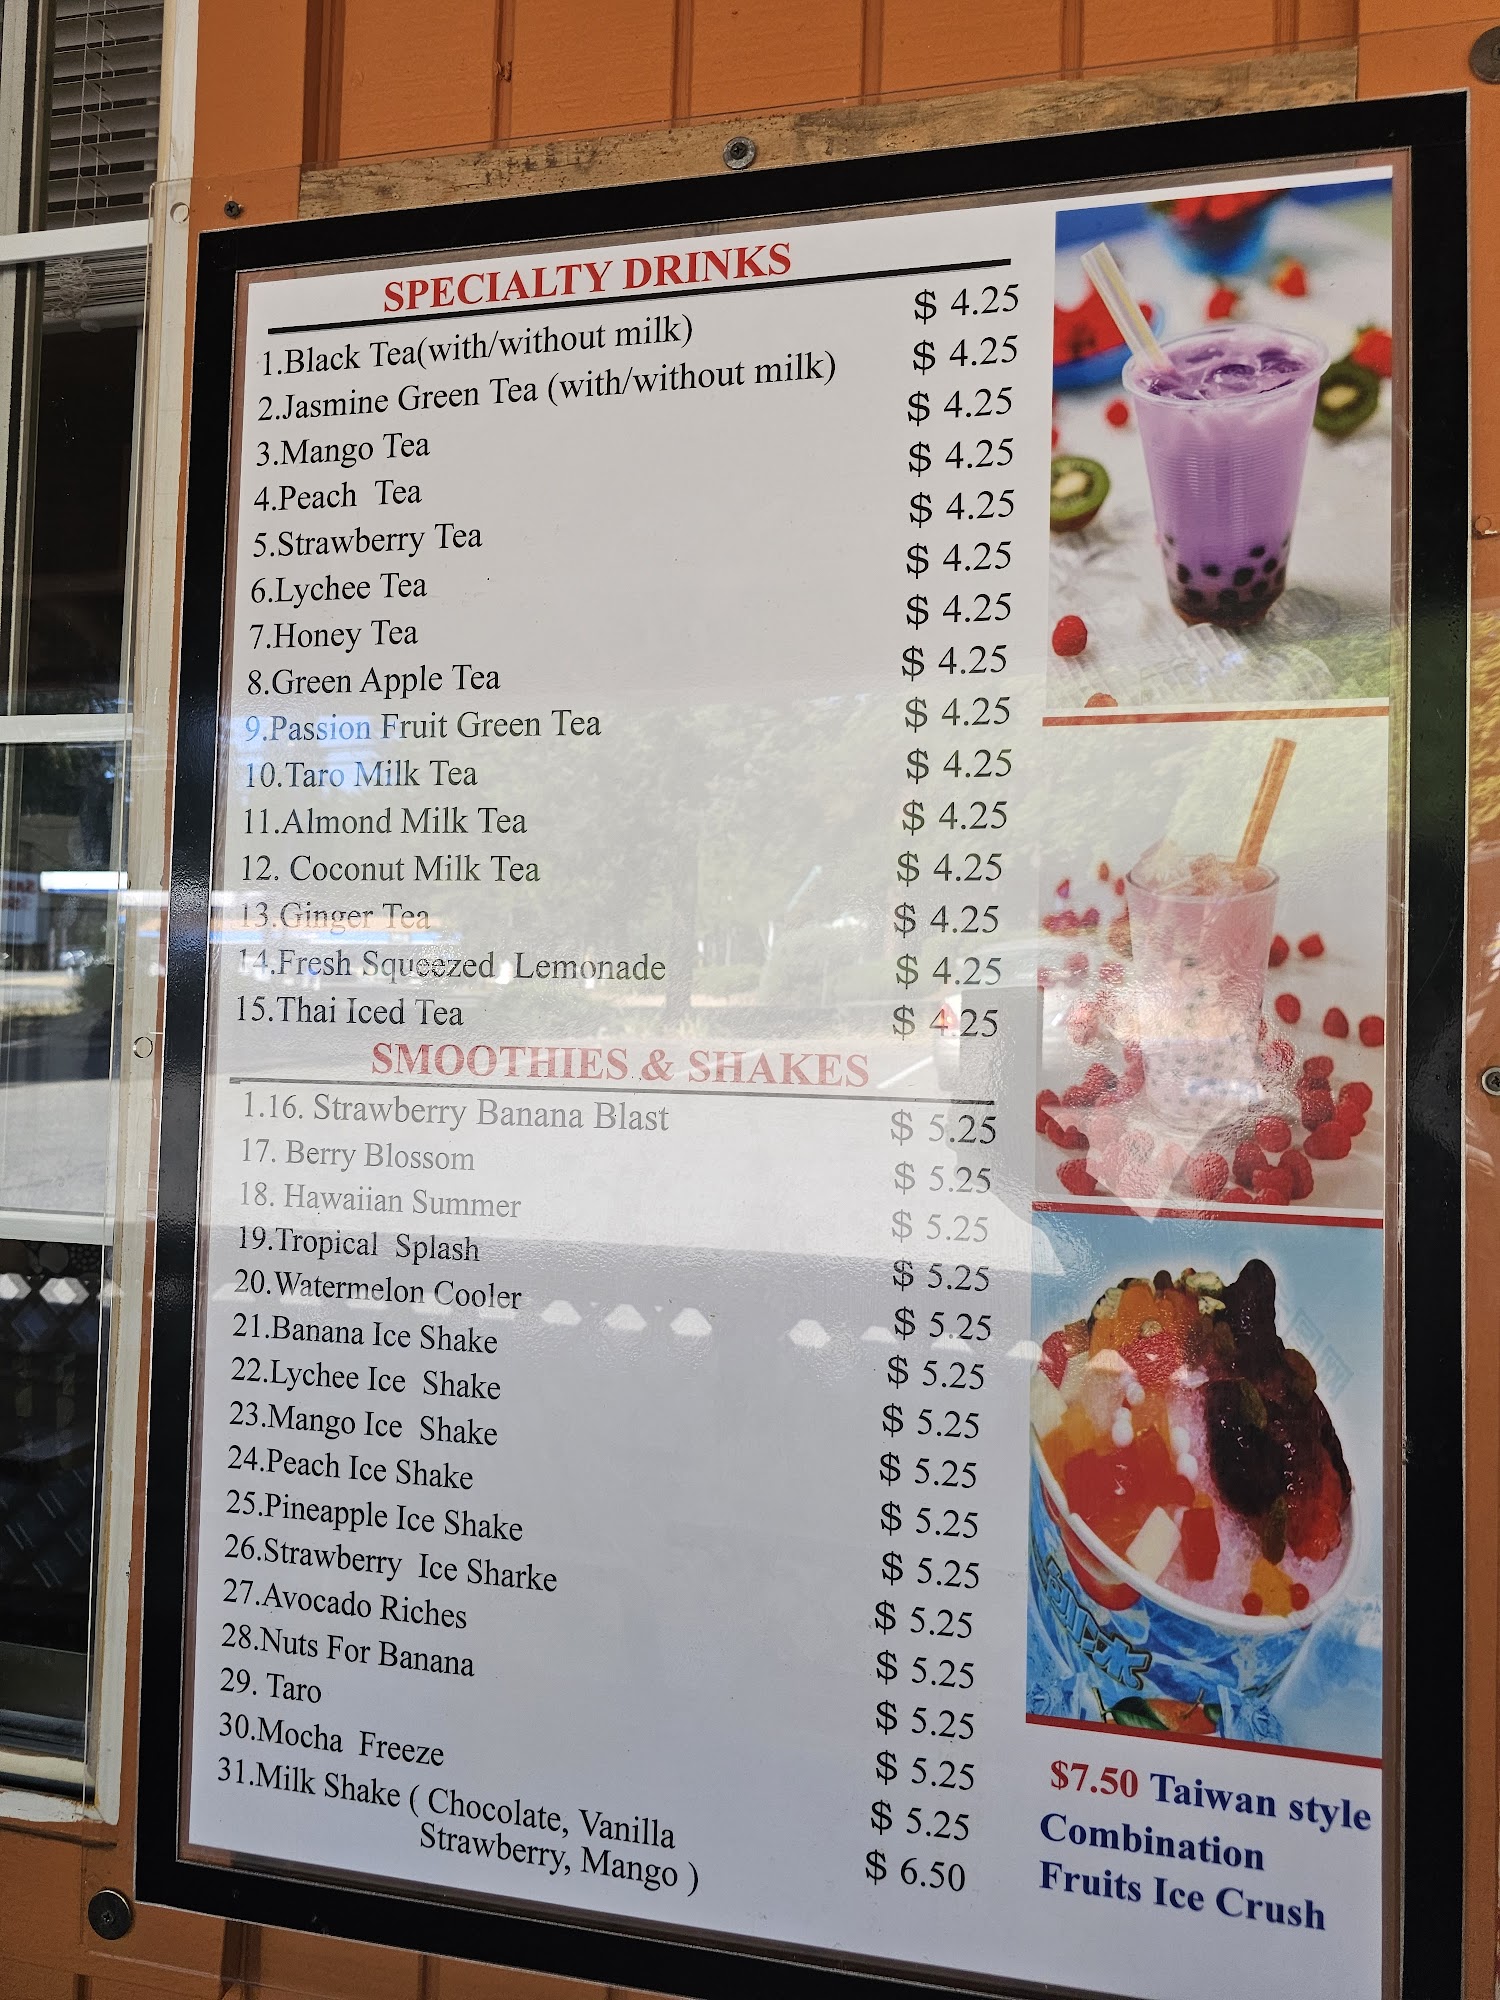 SPECIALTY DRINKS
1.Black Tea(with/without milk) $ 4.25
2.Jasmine Green Tea (with/without milk) $ 4.25
3.Mango Tea $ 4.25
4.Peach Tea $ 4.25
5.Strawberry Tea $ 4.25
6.Lychee Tea $ 4.25
7.Honey Tea $ 4.25
8.Green Apple Tea $ 4.25
9.Passion Fruit Green Tea $ 4.25
10.Taro Milk Tea $ 4.25
11.Almond Milk Tea $ 4.25
12. Coconut Milk Tea $ 4.25
13.Ginger Tea $ 4.25
14.Fresh Squeezed Lemonade $ 4.25
15.Thai Iced Tea $ 4.25
SMOOTHIES & SHAKES
1.16. Strawberry Banana Blast $ 5.25
17. Berry Blossom $ 5.25
18. Hawaiian Summer $ 5.25
19.Tropical Splash $ 5.25
20.Watermelon Cooler $ 5.25
21.Banana Ice Shake $ 5.25
22.Lychee Ice Shake $ 5.25
23.Mango Ice Shake $ 5.25
24.Peach Ice Shake $ 5.25
25.Pineapple Ice Shake $ 5.25
26.Strawberry Ice Sharke $ 5.25
27.Avocado Riches $ 5.25
28.Nuts For Banana $ 5.25
29. Taro $ 5.25
30.Mocha Freeze $ 5.25
31.Milk Shake ( Chocolate, Vanilla $ 6.50
Strawberry, Mango )
$7.50 Taiwan style
Combination
Fruits Ice Crush